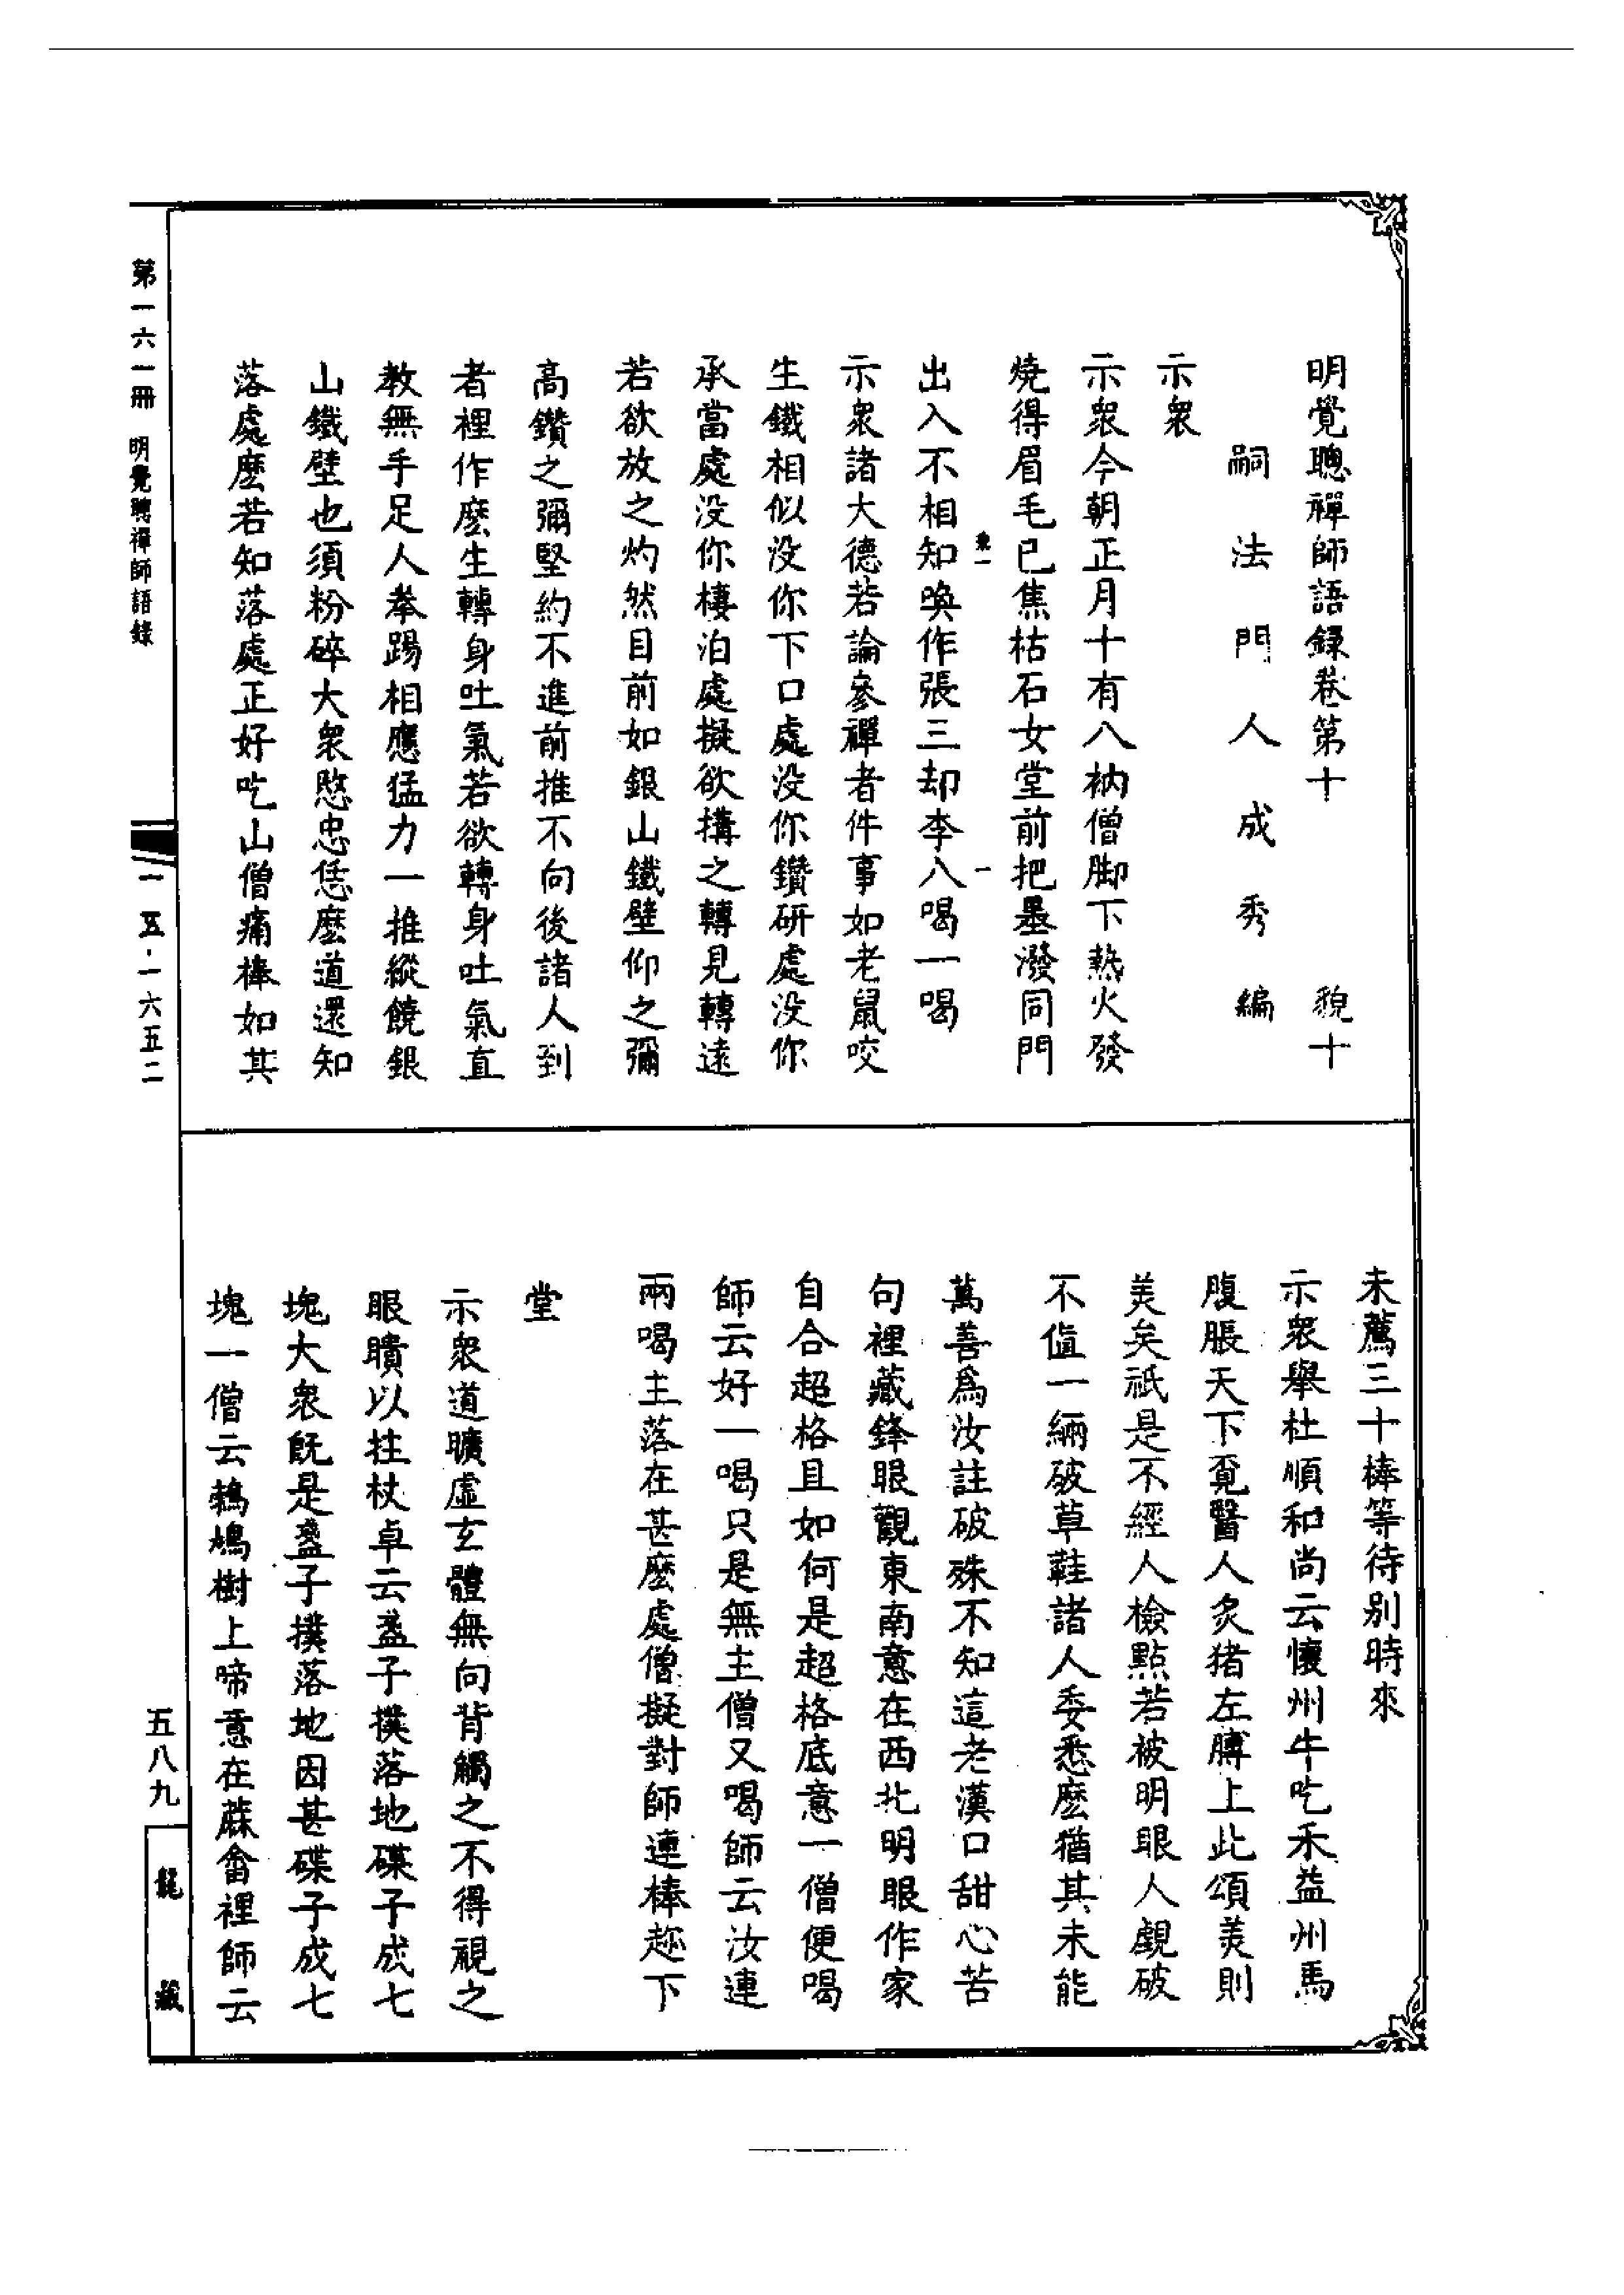 明覺聰禪師語錄卷第十　貌十
嗣法門人成秀編
示衆
示衆今朝正月十有八衲僧脚下熱火發
燒得眉毛已焦枯石女堂前把墨潑同門
出入不相知喚作張三却李八喝一喝
示衆諸大德若論參禪者件事如老鼠咬
生鐵相似没你下口處没你鑽研處没你
承當處没你棲泊處擬欲搆之轉見轉遠
若欲放之灼然目前如銀山鐵壁仰之彌
高鑽之彌堅約不進前推不向後諸人到
者裡作麽生轉身吐氣若欲轉身吐氣直
教無手足人拳踢相應猛力一推縱饒銀
山鐵壁也須粉碎大衆愍忠恁麽道還知
落處麽若知落處正好吃山僧痛棒如其
未薦三十棒等待别時來
示衆舉杜順和尚云懷州牛吃禾益州馬
腹脹天下覔醫人炙猪左膊上此頌美則
美矣祇是不經人檢點若被明眼人覷破
不值一緉破草鞋諸人委悉麽猶其未能
萬善爲汝註破殊不知這老漢口甜心苦
句裡藏鋒眼觀東南意在西北明眼作家
自合超格且如何是超格底意一僧便喝
師云好一喝只是無主僧又喝師云汝連
兩喝主落在甚麽處僧擬對師連棒趂下
堂
示衆道曠虛玄體無向背觸之不得視之
眼瞶以拄杖卓云盞子撲落地碟子成七
塊大衆旣是盞子撲落地因甚碟子成七
塊一僧云鵓鳩樹上啼意在蔴畬裡師云
第一六一冊　明覺聰禪師語錄
一五·一六五二
五八九
龍藏